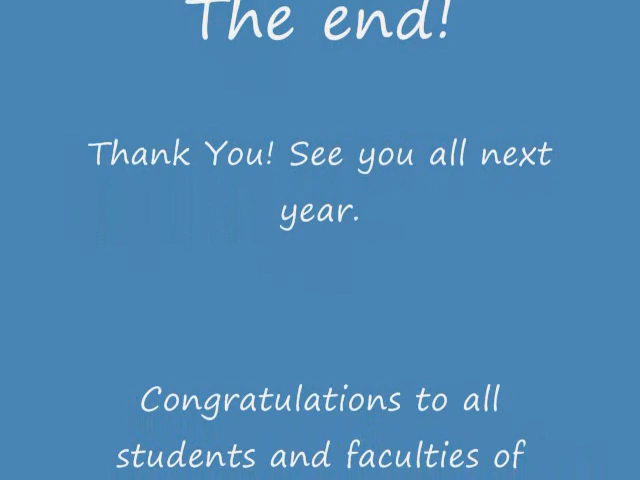 The end!
Thank You! See you all next
year.
Congratulations to all
students and faculties of